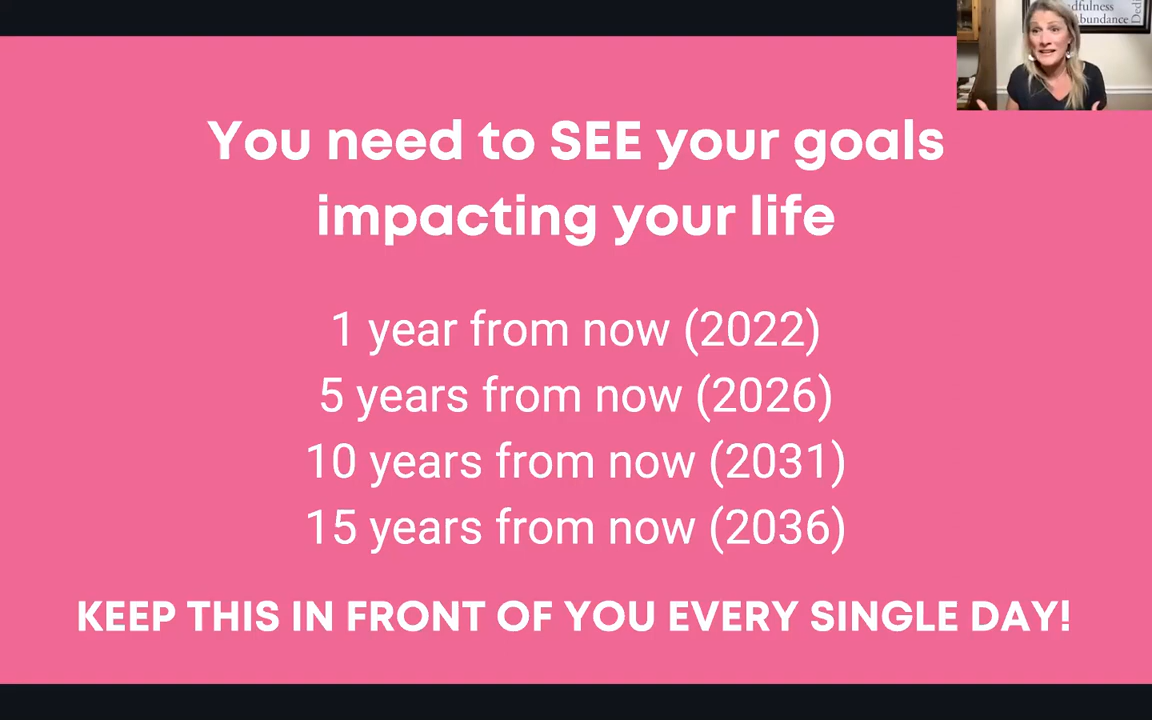 You need to SEE your goals
impacting your life
1 year from now (2022)
5 years from now (2026)
10 years from now (2031)
15 years from now (2036)
KEEP THIS IN FRONT OF YOU EVERY SINGLE DAY!